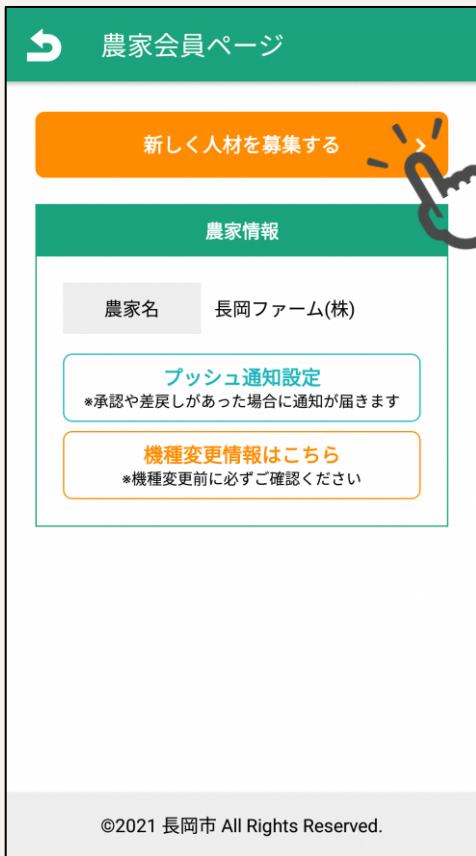 農家会員ページ
新しく人材を募集する
農家情報
農家名 長岡ファーム(株)
プッシュ通知設定
*承認や差戻しがあった場合に通知が届きます
機種変更情報はこちら
*機種変更前に必ずご確認ください
©2021 長岡市 All Rights Reserved.